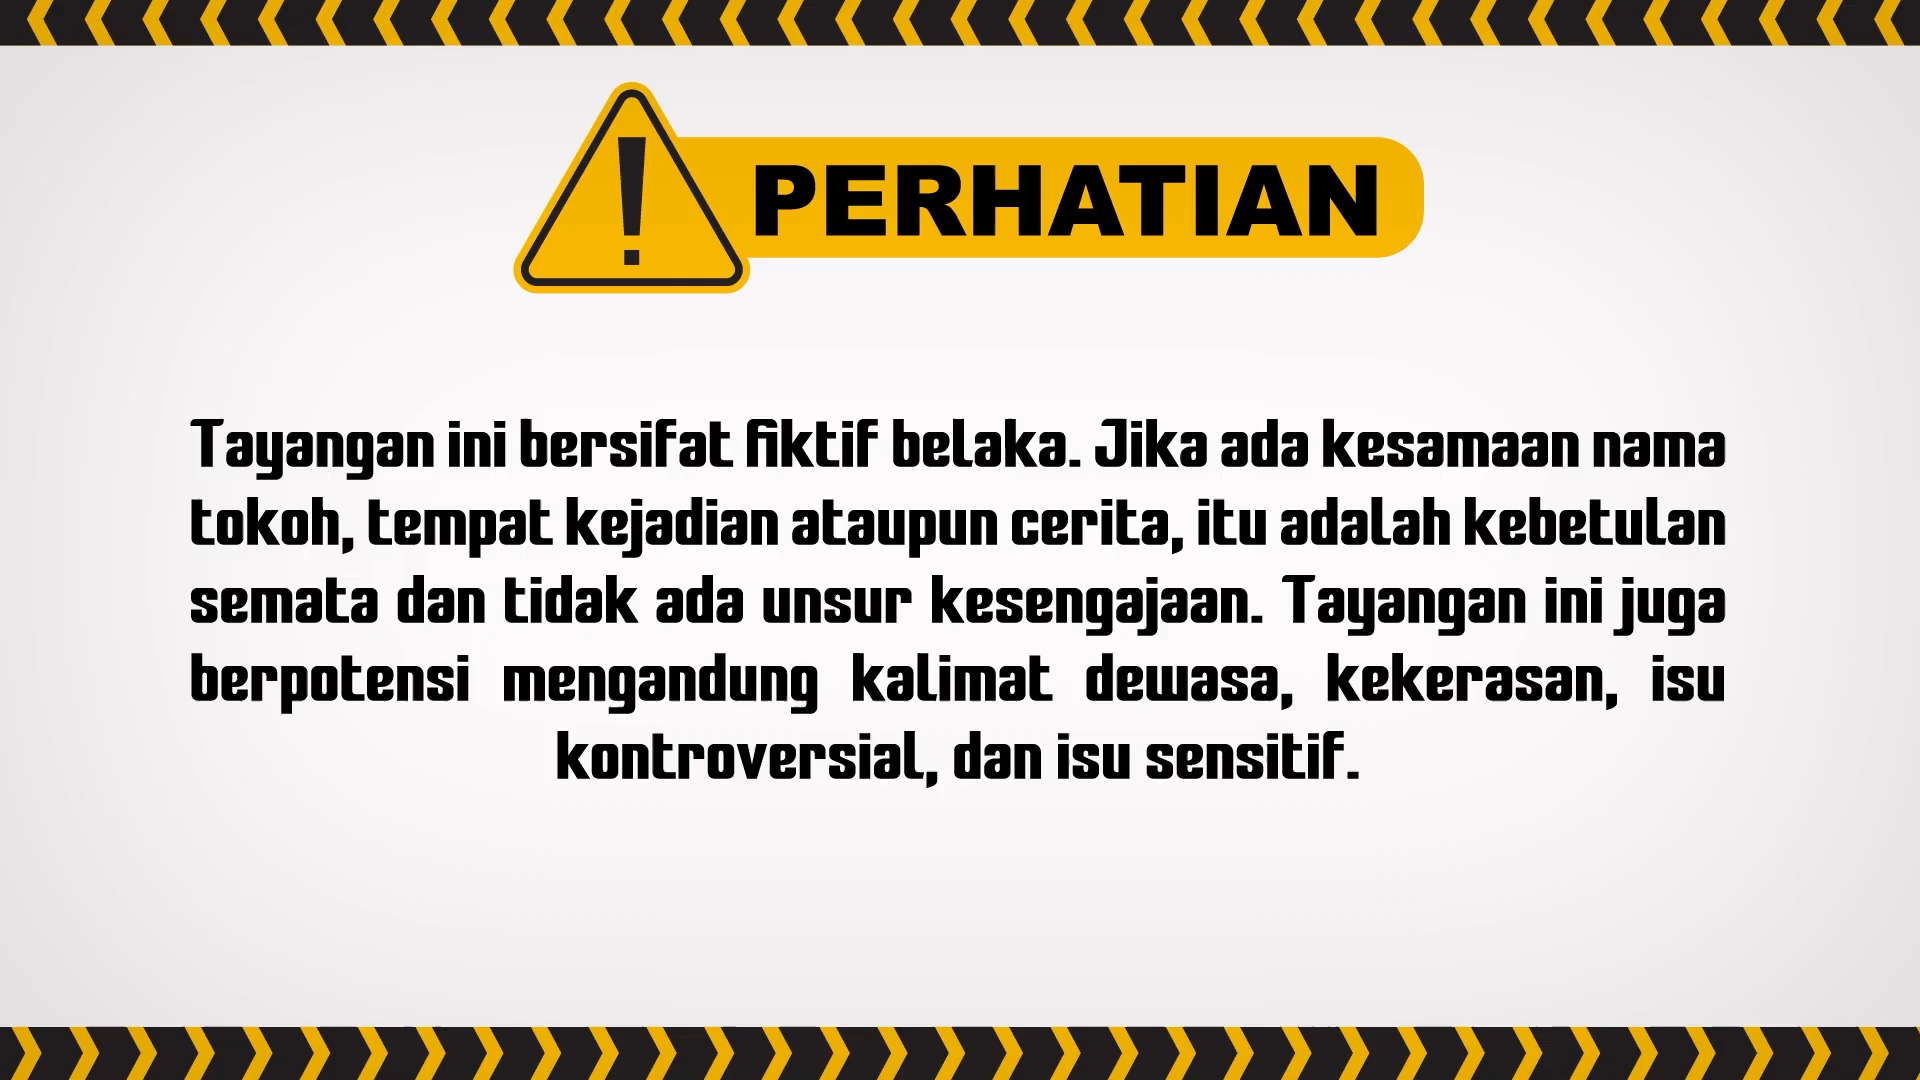 PERHATIAN
Tayangan ini bersifat fiktif belaka. Jika ada kesamaan nama
tokoh, tempat kejadian ataupun cerita, itu adalah kebetulan
semata dan tidak ada unsur kesengajaan. Tayangan ini juga
berpotensi mengandung kalimat dewasa, kekerasan, isu
kontroversial, dan isu sensitif.